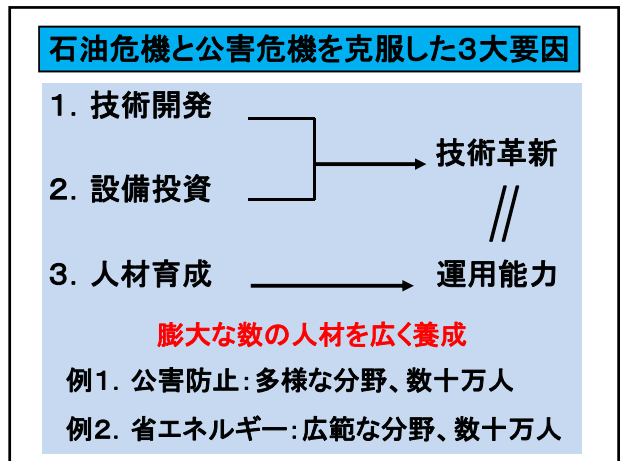 石油危機と公害危機を克服した３大要因
１．技術開発
技術革新
２．設備投資
３．人材育成
運用能力
膨大な数の人材を広く養成
例１．公害防止：多様な分野、数十万人
例２．省エネルギー：広範な分野、数十万人